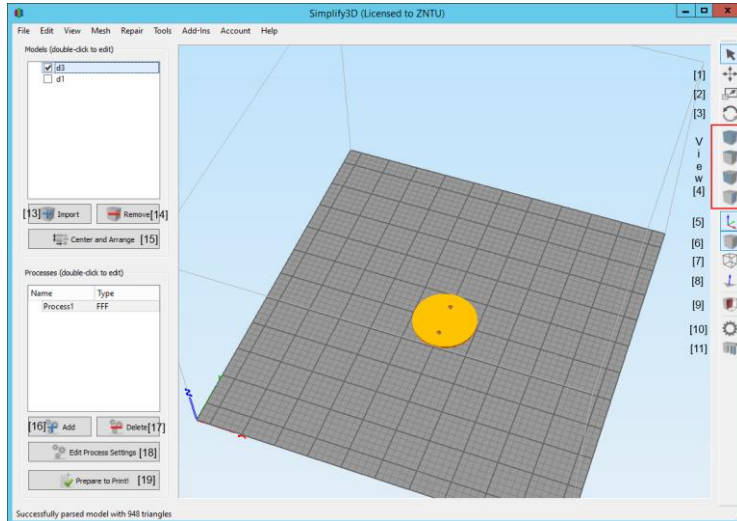 Simplify3D (Licensed to ZNTU)
File Edit View Mesh Repair Tools Add-Ins Account Help
Models (double-click to edit)
d3
d1
[13] Import Remove[14]
Center and Arrange [15]
Processes (double-click to edit)
Name Type
Process1 FFF
[16] Add Delete[17]
Edit Process Settings [18]
Prepare to Print! [19]
[1]
[2]
[3]
V
i
e
w
[4]
[5]
[6]
[7]
[8]
[9]
[10]
[11]
Successfully parsed model with 948 triangles